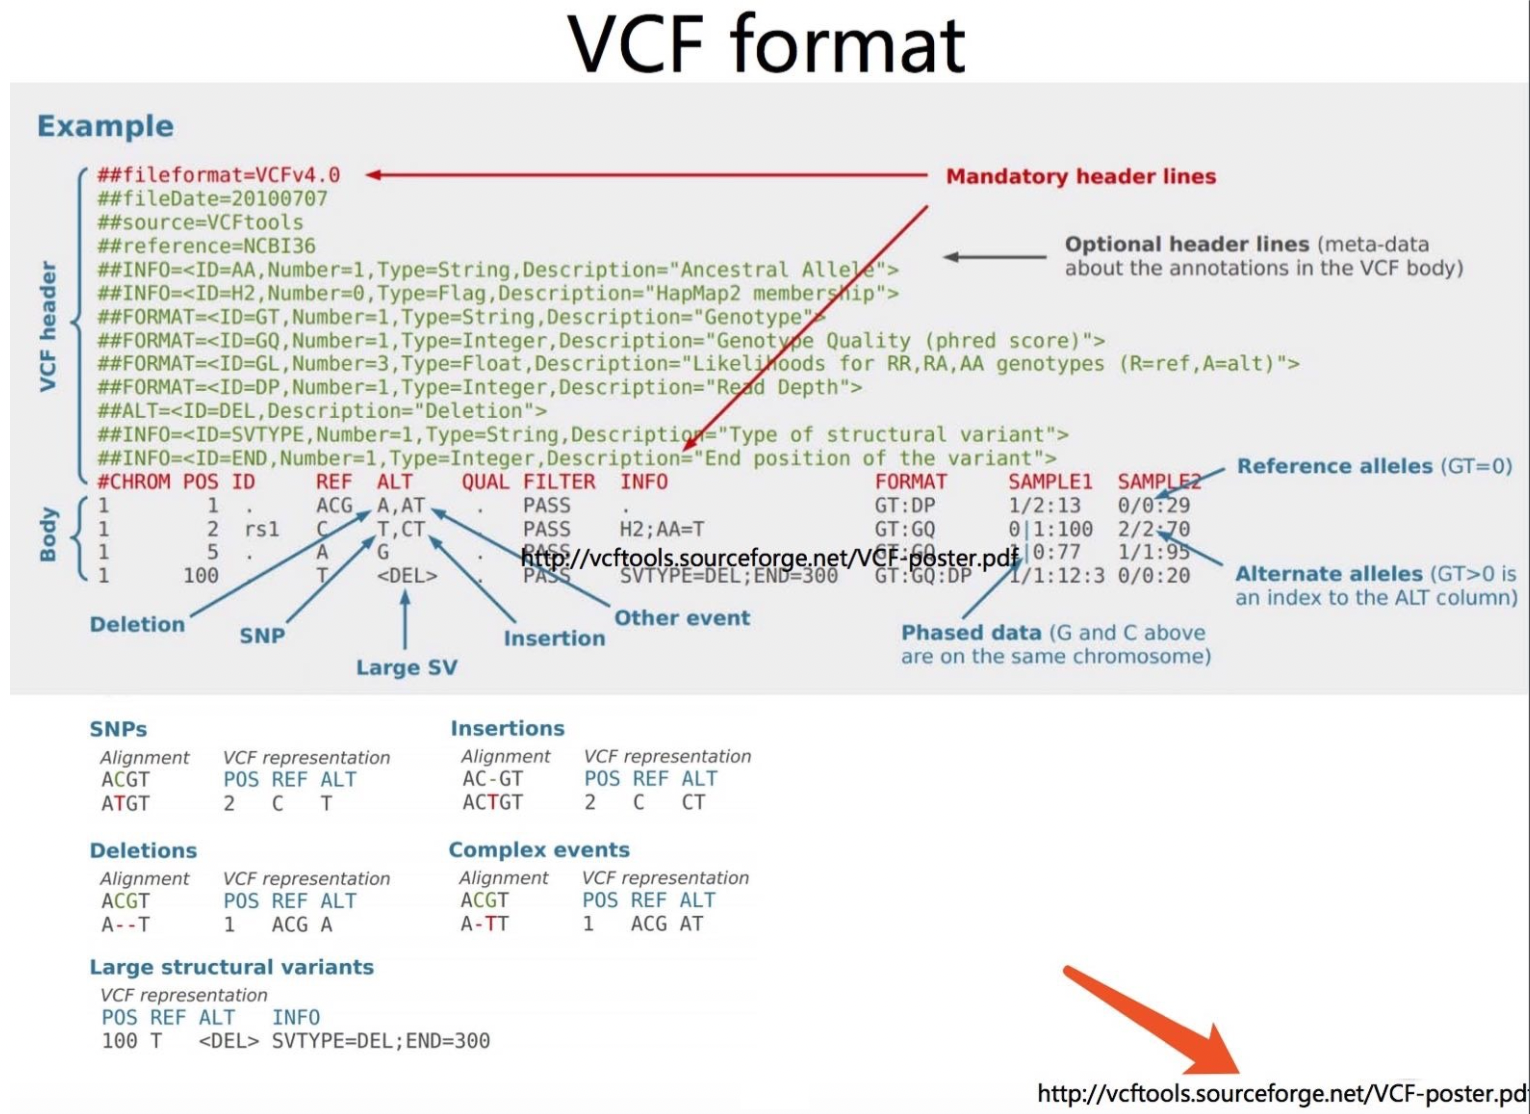 VCF format
Example
##fileformat=VCFv4.0
Mandatory header lines
##fileDate=20100707
##source=VCFtools
##reference=NCBI36
Optional header lines (meta-data
about the annotations in the VCF body)
##INFO=<ID=AA,Number=1,Type=String,Description="Ancestral Allele">
##INFO=<ID=H2,Number=0,Type=Flag,Description="HapMap2 membership">
##FORMAT=<ID=GT,Number=1,Type=String,Description="Genotype">
##FORMAT=<ID=GQ,Number=1,Type=Integer,Description="Genotype Quality (phred score)">
##FORMAT=<ID=GL,Number=3,Type=Float,Description="Likelihoods for RR,RA,AA genotypes (R=ref,A=alt)">
##FORMAT=<ID=DP,Number=1,Type=Integer,Description="Read Depth">
##ALT=<ID=DEL,Description="Deletion">
##INFO=<ID=SVTYPE,Number=1,Type=String,Description="Type of structural variant">
##INFO=<ID=END,Number=1,Type=Integer,Description="End position of the variant">
VCF header
#CHROM POS ID REF ALT QUAL FILTER INFO FORMAT SAMPLE1 SAMPLE2
Reference alleles (GT=0)
Body
1 1 . ACG A,AT . PASS . GT:DP 1/2:13 0/0:29
1 2 rs1 C T,CT . PASS H2;AA=T GT:GQ 0|1:100 2/2:70
1 5 . A G . PASS GT:GQ |0:77 1/1:95
http://vcftools.sourceforge.net/VCF-poster.pdf
1 100 T <DEL> . PASS SVTYPE=DEL;END=300 GT:GQ:DP 1/1:12:3 0/0:20
Alternate alleles (GT>0 is
an index to the ALT column)
Deletion
SNP
Large SV
Insertion
Other event
Phased data (G and C above
are on the same chromosome)
SNPs
Alignment VCF representation
ACGT POS REF ALT
ATGT 2 C T
Insertions
Alignment VCF representation
AC-GT POS REF ALT
ACTGT 2 C CT
Deletions
Alignment VCF representation
ACGT POS REF ALT
A--T 1 ACG A
Complex events
Alignment VCF representation
ACGT POS REF ALT
A-TT 1 ACG AT
Large structural variants
VCF representation
POS REF ALT INFO
100 T <DEL> SVTYPE=DEL;END=300
http://vcftools.sourceforge.net/VCF-poster.pd